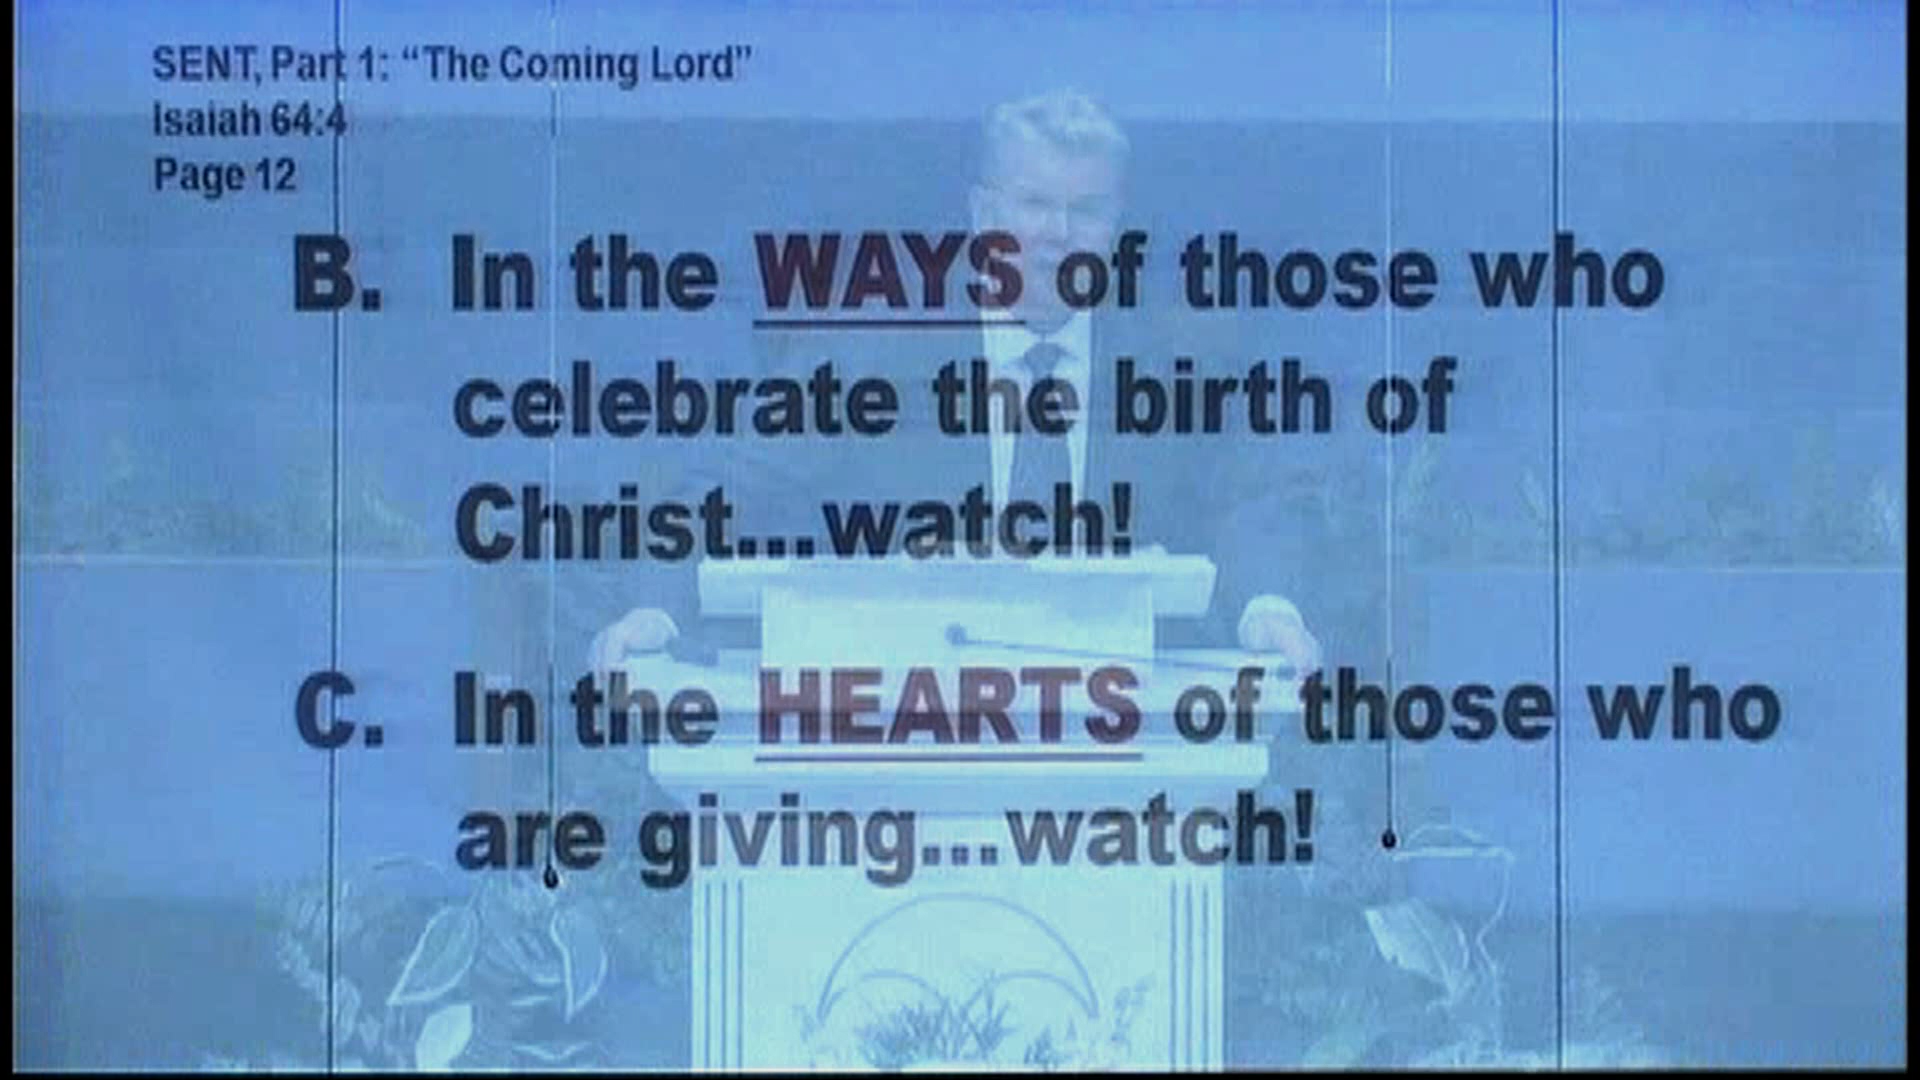 SENT, Part 1: “The Coming Lord”
Isaiah 64:4
Page 12
B. In the WAYS of those who
celebrate the birth of
Christ...watch!
C. In the HEARTS of those who
are giving...watch!